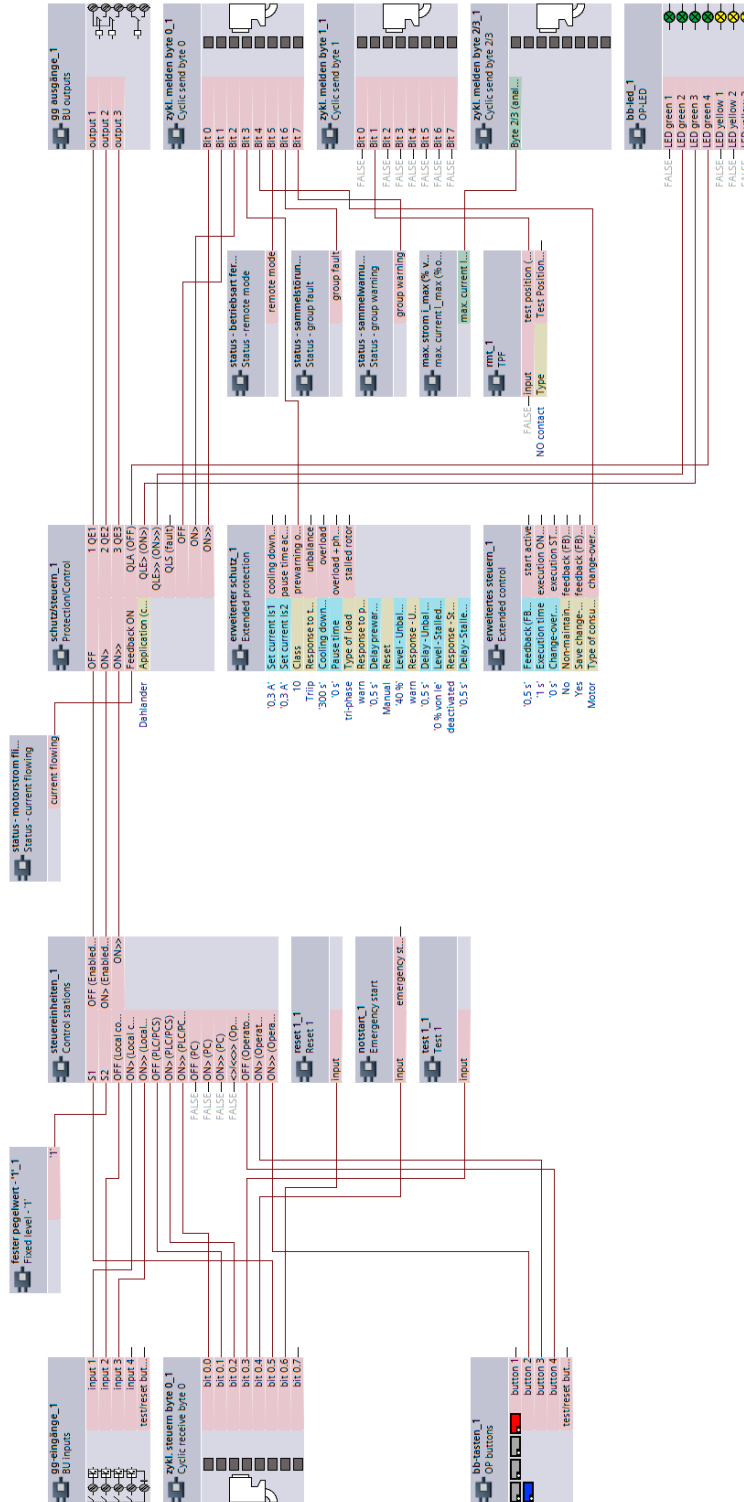 gg-eingänge_1
BU inputs
input 1
input 2
input 3
input 4
test/reset but...
zykl. steuern byte 0_1
Cyclic receive byte 0
bit 0.0
bit 0.1
bit 0.2
bit 0.3
bit 0.4
bit 0.5
bit 0.6
bit 0.7
bb-tasten_1
OP buttons
button 1
button 2
button 3
button 4
test/reset but...
fester pegelwert - '1'_1
Fixed level - '1'
'1'
steuereinheiten_1
Control stations
S1 OFF (Enabled...
S2 ON> (Enabled...
OFF (Local co... ON>>
ON> (Local c...
ON>> (Local...
OFF (PLC/PCS)
ON> (PLC/PCS)
ON>> (PLC/PC...
FALSE OFF (PC)
FALSE ON> (PC)
FALSE ON>> (PC)
FALSE <>/<<>> (Op...
OFF (Operato...
ON> (Operat...
ON>> (Opera...
reset 1_1
Reset 1
Input
notstart_1
Emergency start
Input emergency st...
test 1_1
Test 1
Input
status - motorstrom fli...
Status - current flowing
current flowing
schutz/steuern_1
Protection/Control
OFF 1 QE1
ON> 2 QE2
ON>> 3 QE3
Feedback ON QLA (OFF)
Dahlander Application (c... QLE> (ON>)
QLE>> (ON>>)
QLS (fault)
OFF
ON>
ON>>
erweiterter schutz_1
Extended protection
'0,3 A' Set current Is1 cooling down...
'0,3 A' Set current Is2 pause time ac...
10 Class prewarning o...
Triip Response to t... unbalance
'300 s' Cooling down... overload
'0 s' Pause time overload + ph...
tri-phase Type of load stalled rotor
warn Response to p...
'0,5 s' Delay prewar...
Manual Reset
'40 %' Level - Unbal...
warn Response - U...
'0,5 s' Delay - Unbal...
'0 % von Ie' Level - Stalled...
deactivated Response - St...
'0,5 s' Delay - Stalle...
erweitertes steuern_1
Extended control
'0,5 s' Feedback (FB... start active
'1 s' Execution time execution ON...
'0 s' Change-over... execution ST...
No Non-maintain... feedback (FB)...
Yes Save change-... feedback (FB)...
Motor Type of consu... change-over...
status - betriebsart fer...
Status - remote mode
remote mode
status - sammelstörun...
Status - group fault
group fault
status - sammelwarnu...
Status - group warning
group warning
max. strom i_max (% v...
max. current i_max (% o...
max. current I...
rmt_1
TPF
FALSE Input test position (...
NO contact Type Test Position...
gg ausgänge_1
BU outputs
output 1
output 2
output 3
zykl. melden byte 0_1
Cyclic send byte 0
Bit 0
Bit 1
Bit 2
Bit 3
Bit 4
Bit 5
Bit 6
Bit 7
zykl. melden byte 1_1
Cyclic send byte 1
FALSE Bit 0
Bit 1
FALSE Bit 2
FALSE Bit 3
FALSE Bit 4
FALSE Bit 5
FALSE Bit 6
FALSE Bit 7
zykl. melden byte 2/3_1
Cyclic send byte 2/3
Byte 2/3 (anal...
bb-led_1
OP-LED
FALSE LED green 1
LED green 2
LED green 3
LED green 4
FALSE LED yellow 1
FALSE LED yellow 2